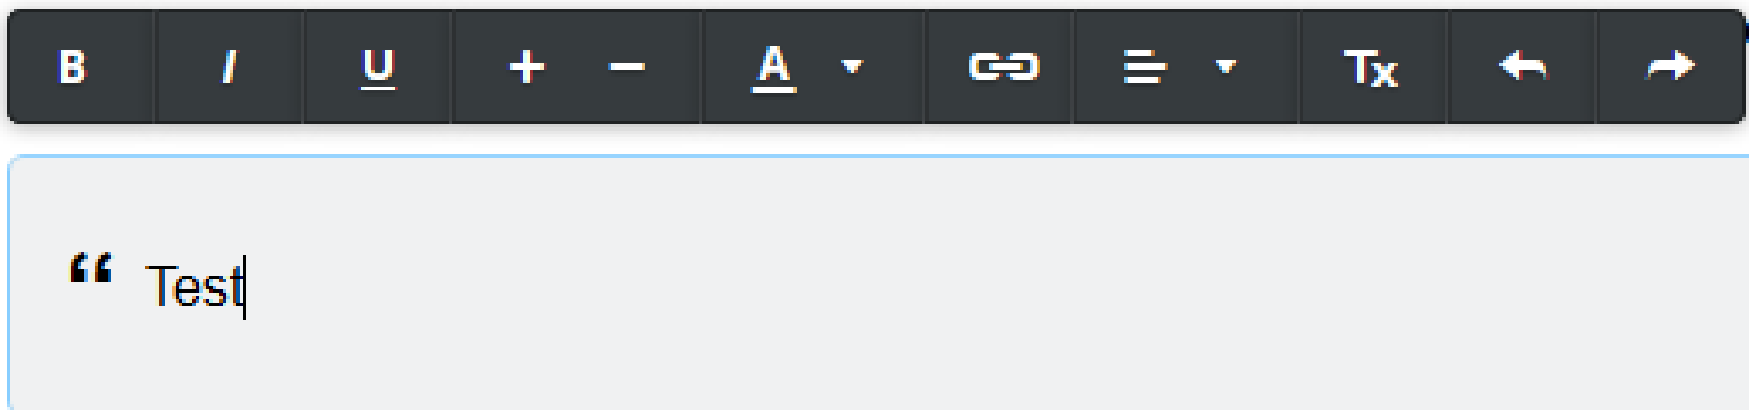 B I U + − A Tx
“ Test